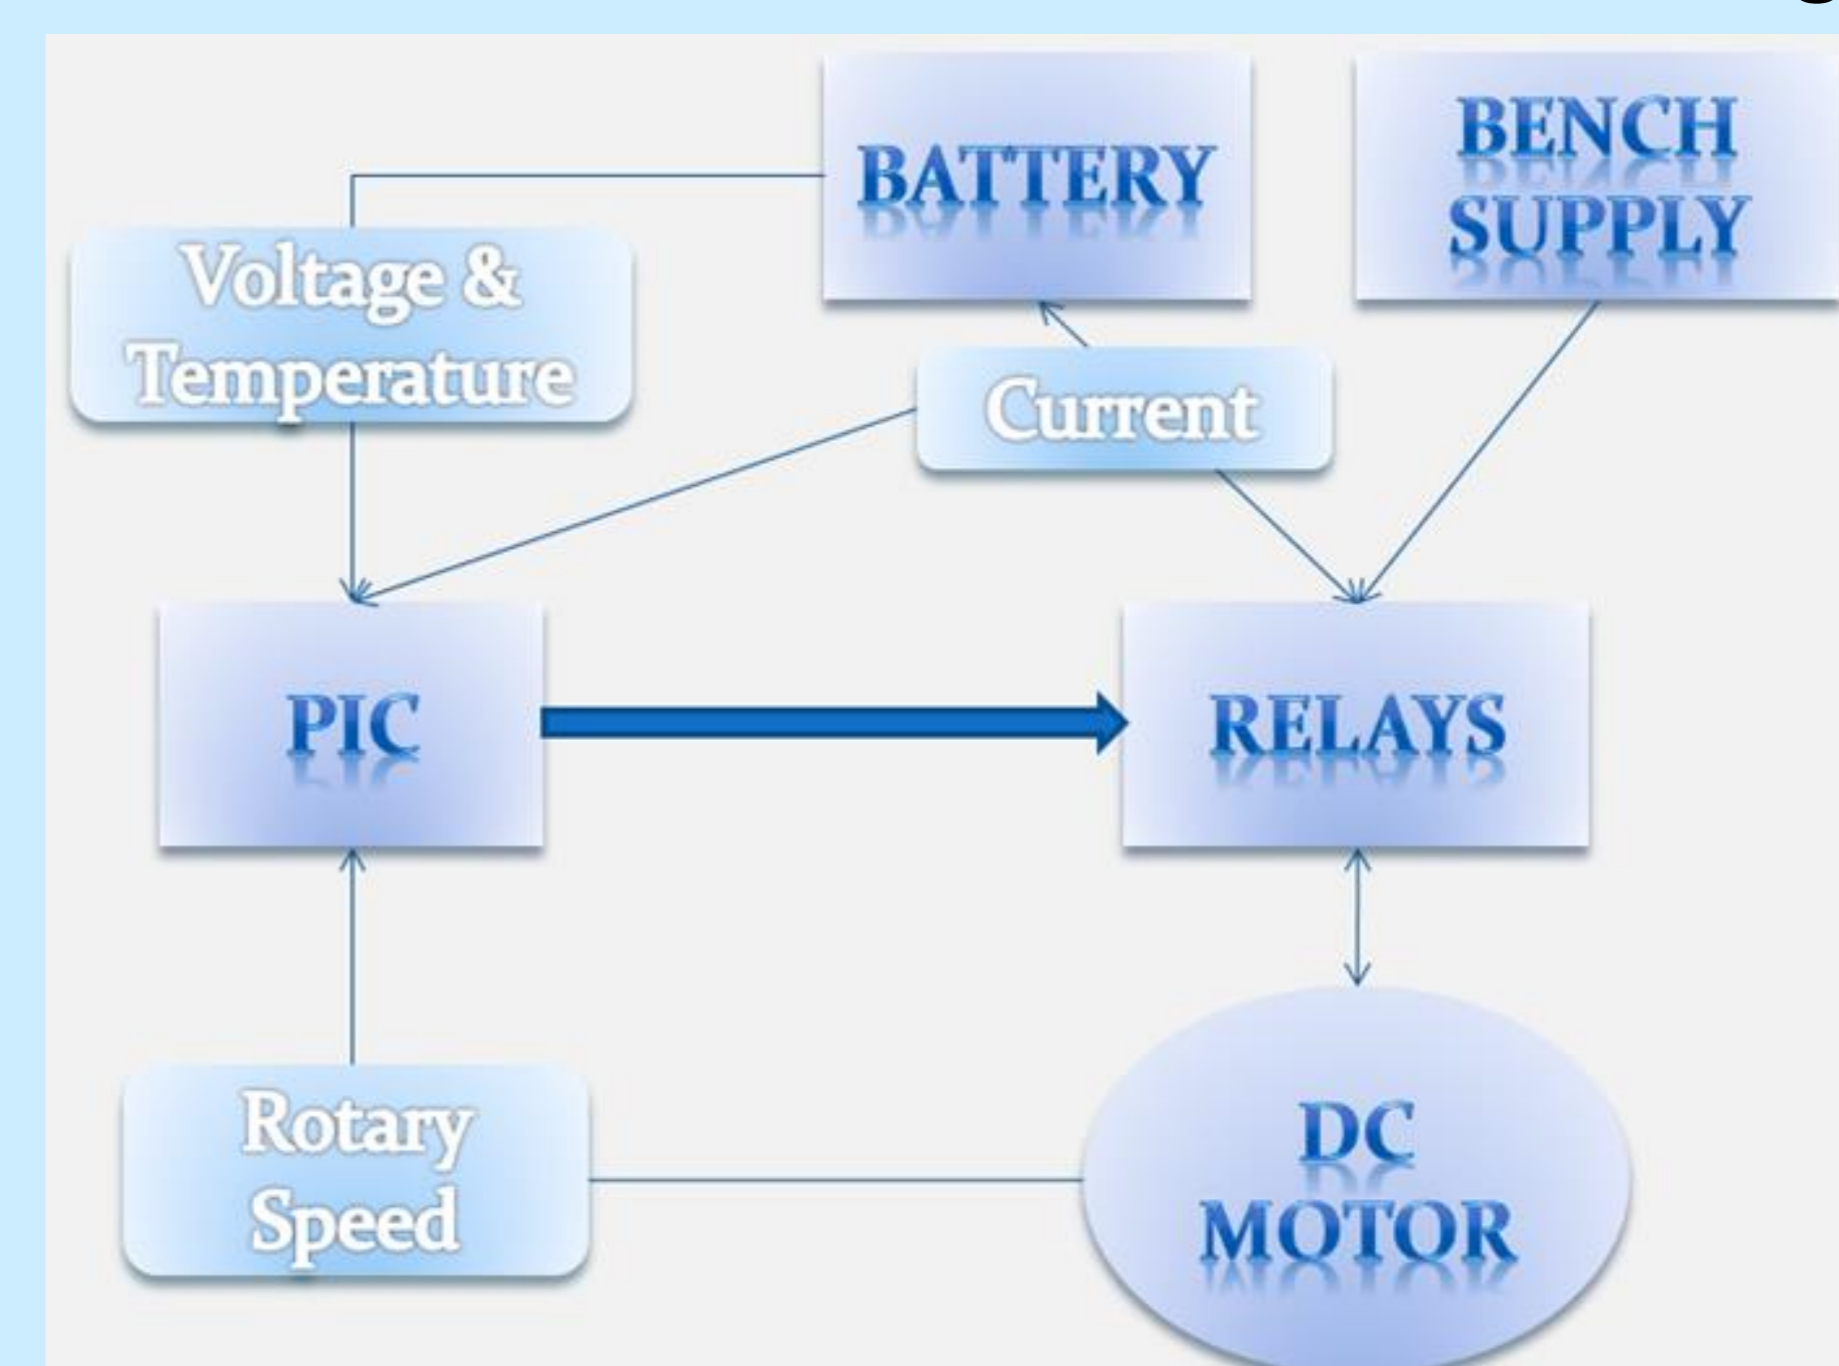 BATTERY
BENCH
SUPPLY
Voltage &
Temperature
Current
PIC
RELAYS
Rotary
Speed
DC
MOTOR